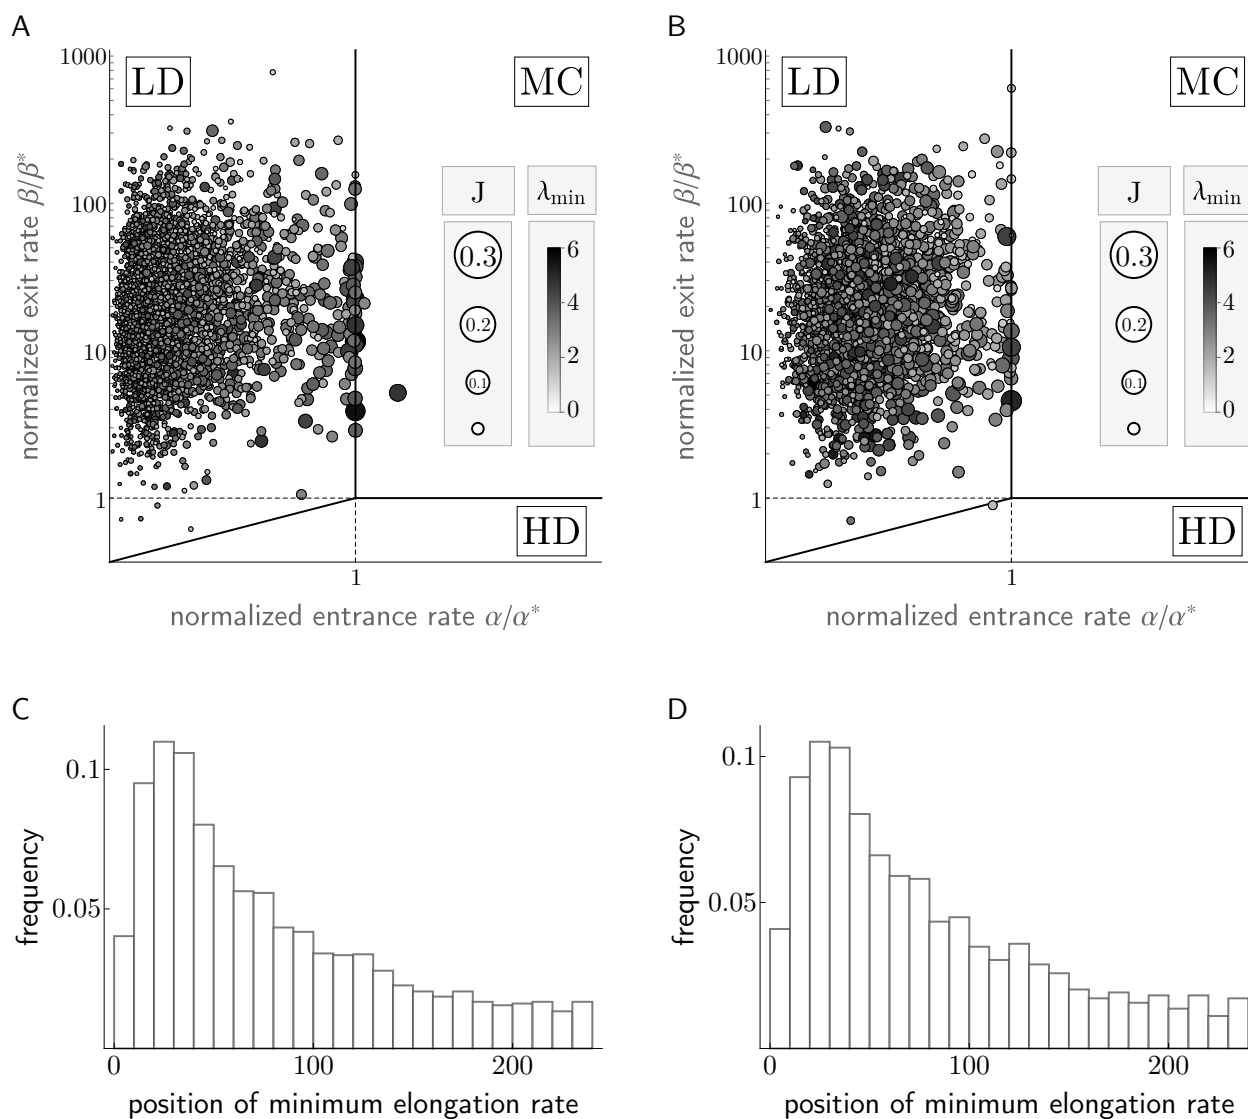 A
1000
100
10
1
normalized exit rate β/β*
LD
MC
HD
J
λmin
0.3
0.2
0.1
6
4
2
0
1
normalized entrance rate α/α*
B
1000
100
10
1
normalized exit rate β/β*
LD
MC
HD
J
λmin
0.3
0.2
0.1
6
4
2
0
1
normalized entrance rate α/α*
C
0.1
0.05
frequency
0 100 200
position of minimum elongation rate
D
0.1
0.05
frequency
0 100 200
position of minimum elongation rate